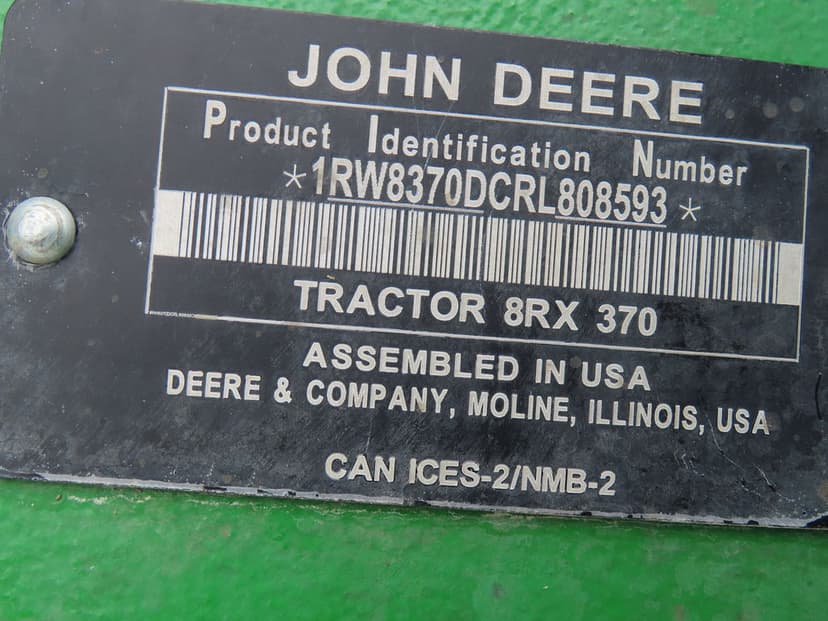 JOHN DEERE
Product Identification Number
*1RW8370DCRL808593*
TRACTOR 8RX 370
ASSEMBLED IN USA
DEERE & COMPANY, MOLINE, ILLINOIS, USA
CAN ICES-2/NMB-2